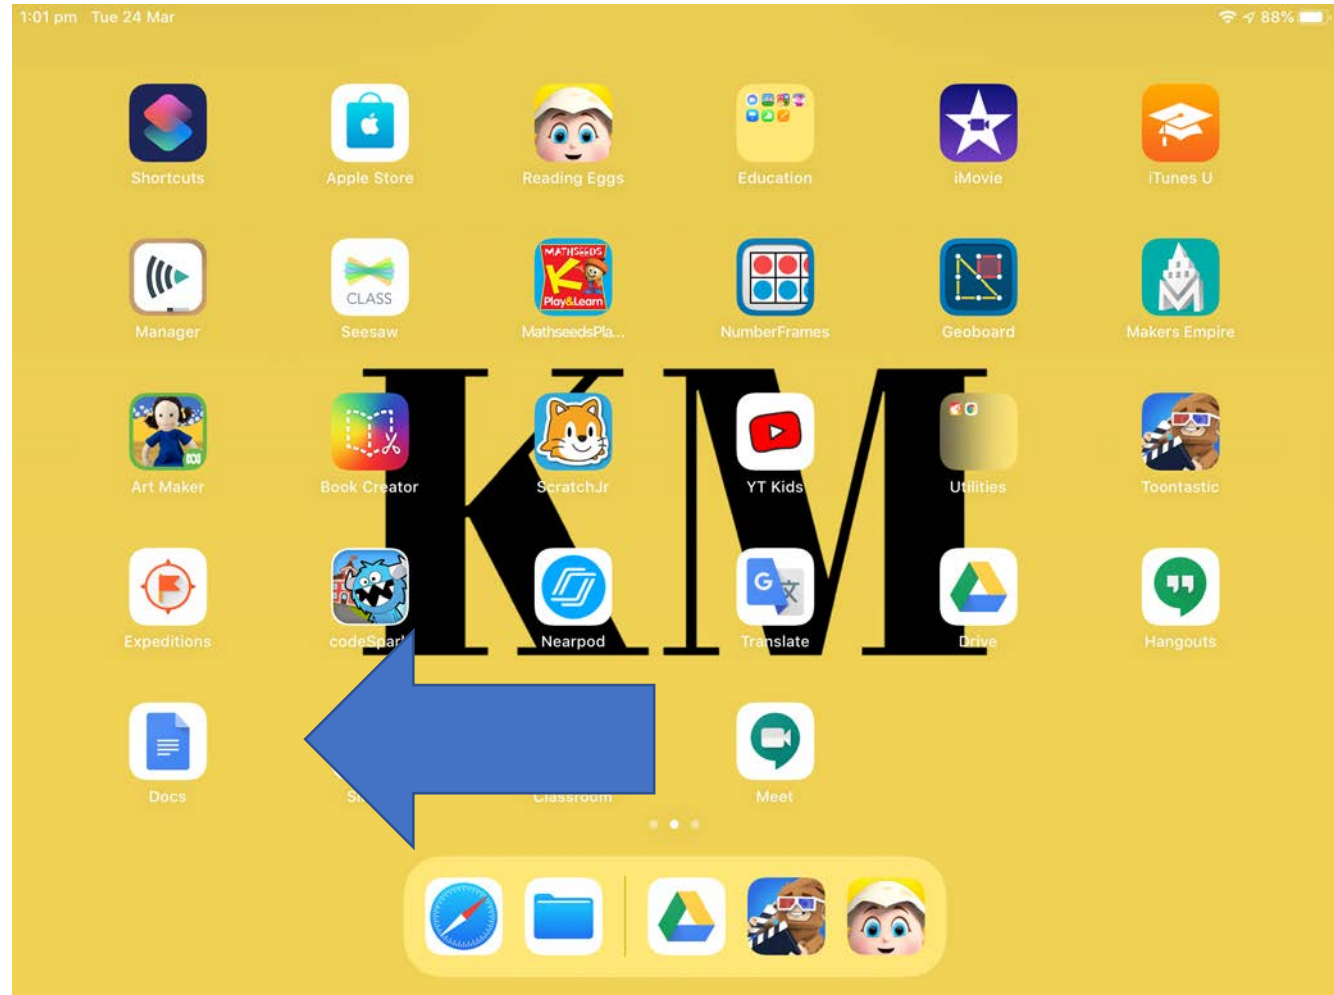 1:01 pm Tue 24 Mar 88%
Shortcuts Apple Store Reading Eggs Education iMovie iTunes U
CLASS MATHSEEDS K Play&Learn
Manager Seesaw MathseedsPla... NumberFrames Geoboard Makers Empire
KM
Art Maker Book Creator ScratchJr YT Kids Utilities Toontastic
G 文
Expeditions codeSpark Nearpod Translate Drive Hangouts
Docs Classroom Meet